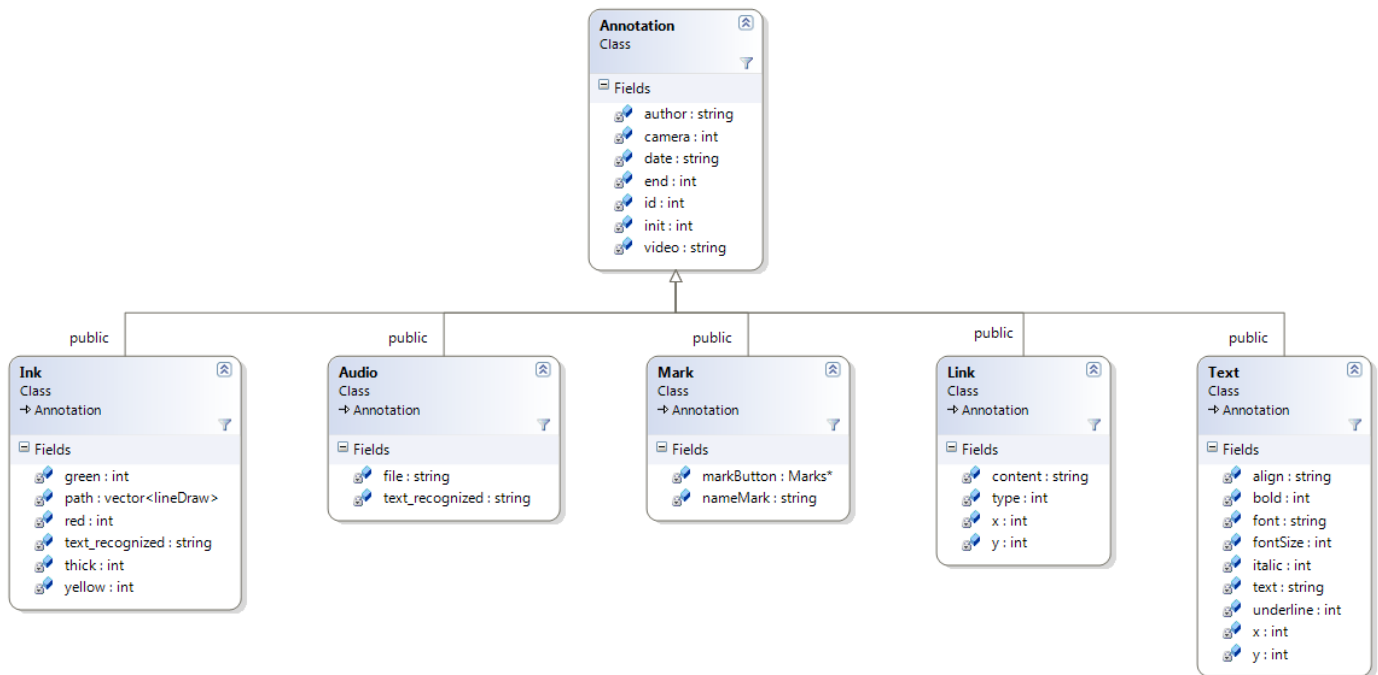 Annotation
Class
Fields
author : string
camera : int
date : string
end : int
id : int
init : int
video : string
public
public
public
public
public
Ink
Class
Annotation
Fields
green : int
path : vector<lineDraw>
red : int
text_recognized : string
thick : int
yellow : int
Audio
Class
Annotation
Fields
file : string
text_recognized : string
Mark
Class
Annotation
Fields
markButton : Marks*
nameMark : string
Link
Class
Annotation
Fields
content : string
type : int
x : int
y : int
Text
Class
Annotation
Fields
align : string
bold : int
font : string
fontSize : int
italic : int
text : string
underline : int
x : int
y : int